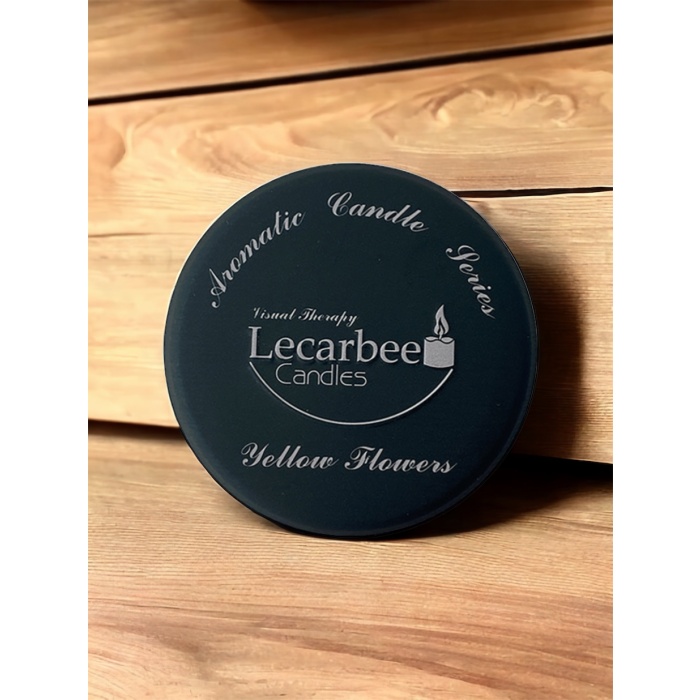 Aromatic Candle Series
Visual Therapy
Lecarbee
Candles
Yellow Flowers